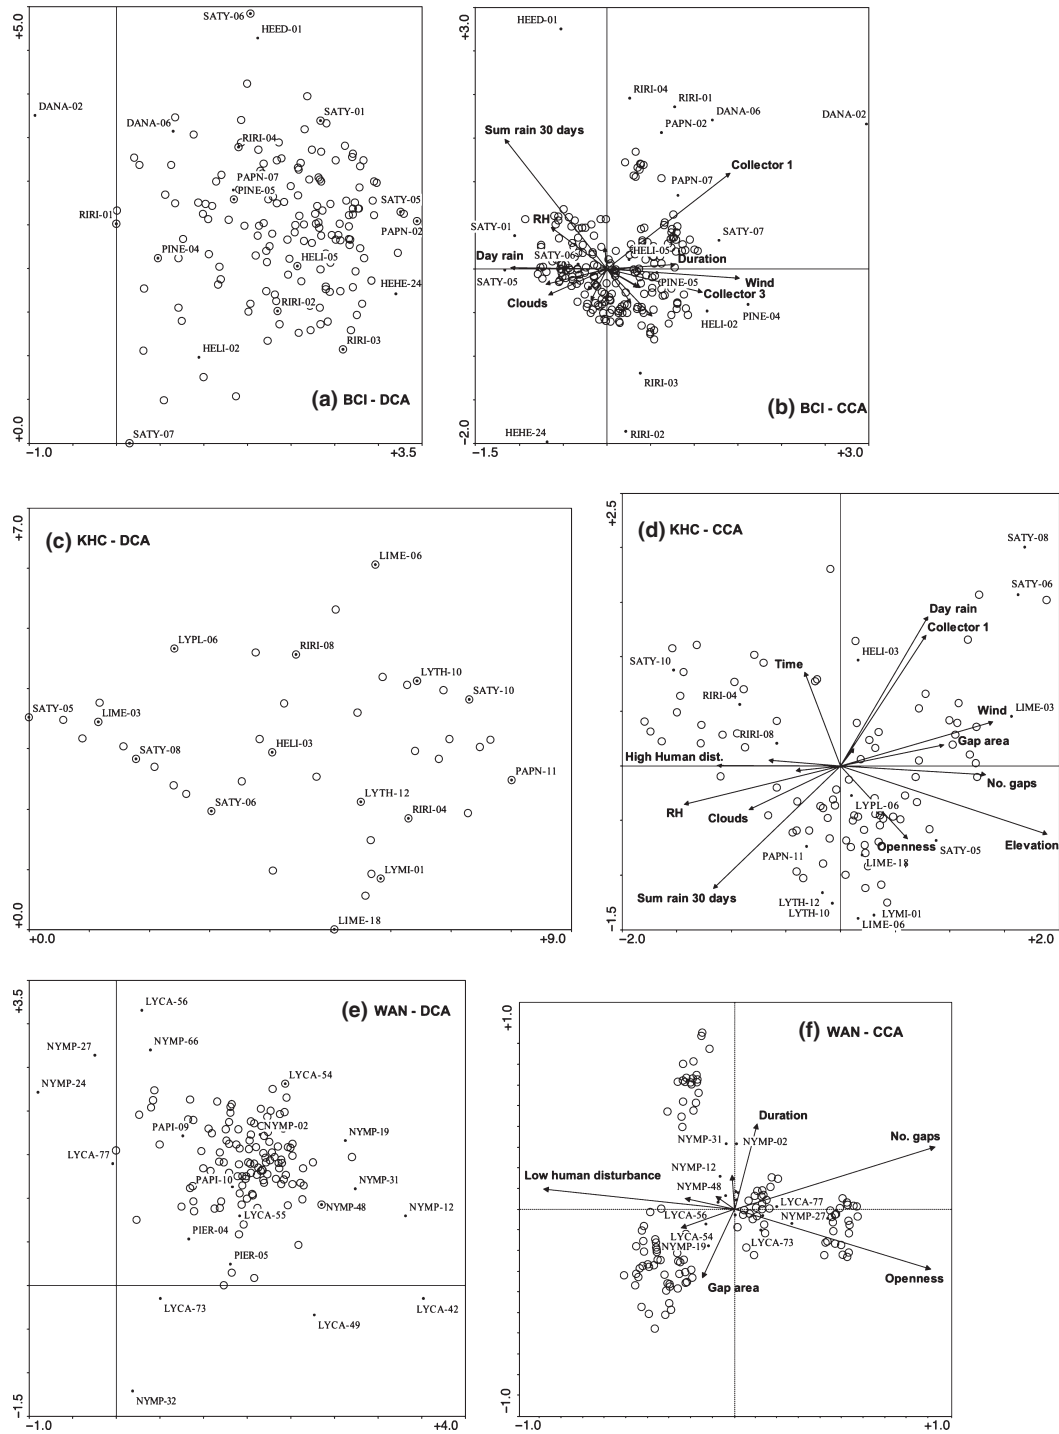 +5.0
SATY-06
HEED-01
DANA-02
DANA-06
SATY-01
RIRI-04
PAPN-07
PINE-05
RIRI-01
SATY-05
PAPN-02
PINE-04
HELI-05
HEHE-24
RIRI-02
HELI-02
RIRI-03
(a) BCI - DCA
SATY-07
+0.0
−1.0
+3.5
+3.0
HEED-01
RIRI-04
RIRI-01
DANA-06
DANA-02
PAPN-02
Sum rain 30 days
Collector 1
PAPN-07
RH
SATY-01
SATY-07
HELI-05
Day rain
SATY-06
Duration
SATY-05
PINE-05
Wind
Clouds
Collector 3
HELI-02
PINE-04
RIRI-03
(b) BCI - CCA
HEHE-24
RIRI-02
-2.0
−1.5
+3.0
+7.0
(c) KHC - DCA
LIME-06
LYPL-06
RIRI-08
LYTH-10
SATY-10
SATY-05
LIME-03
SATY-08
HELI-03
PAPN-11
SATY-06
LYTH-12
RIRI-04
LYMI-01
LIME-18
+0.0
+0.0
+9.0
+2.5
(d) KHC - CCA
SATY-08
SATY-06
Day rain
Collector 1
HELI-03
SATY-10
Time
RIRI-04
Wind
LIME-03
RIRI-08
Gap area
High Human dist.
No. gaps
RH
Clouds
LYPL-06
PAPN-11
Openness
SATY-05
Elevation
LIME-18
Sum rain 30 days
LYTH-12
LYTH-10
LYMI-01
LIME-06
-1.5
-2.0
+2.0
+3.5
LYCA-56
(e) WAN - DCA
NYMP-27
NYMP-66
NYMP-24
LYCA-54
PAPI-09
NYMP-02
NYMP-19
LYCA-77
PAPI-10
NYMP-31
NYMP-48
NYMP-12
LYCA-55
PIER-04
PIER-05
LYCA-73
LYCA-42
LYCA-49
NYMP-32
-1.5
−1.0
+4.0
+1.0
(f) WAN - CCA
Duration
NYMP-31
NYMP-02
No. gaps
NYMP-12
Low human disturbance
NYMP-48
LYCA-77
LYCA-56
NYMP-27
LYCA-54
NYMP-19
LYCA-73
Gap area
Openness
-1.0
−1.0
+1.0